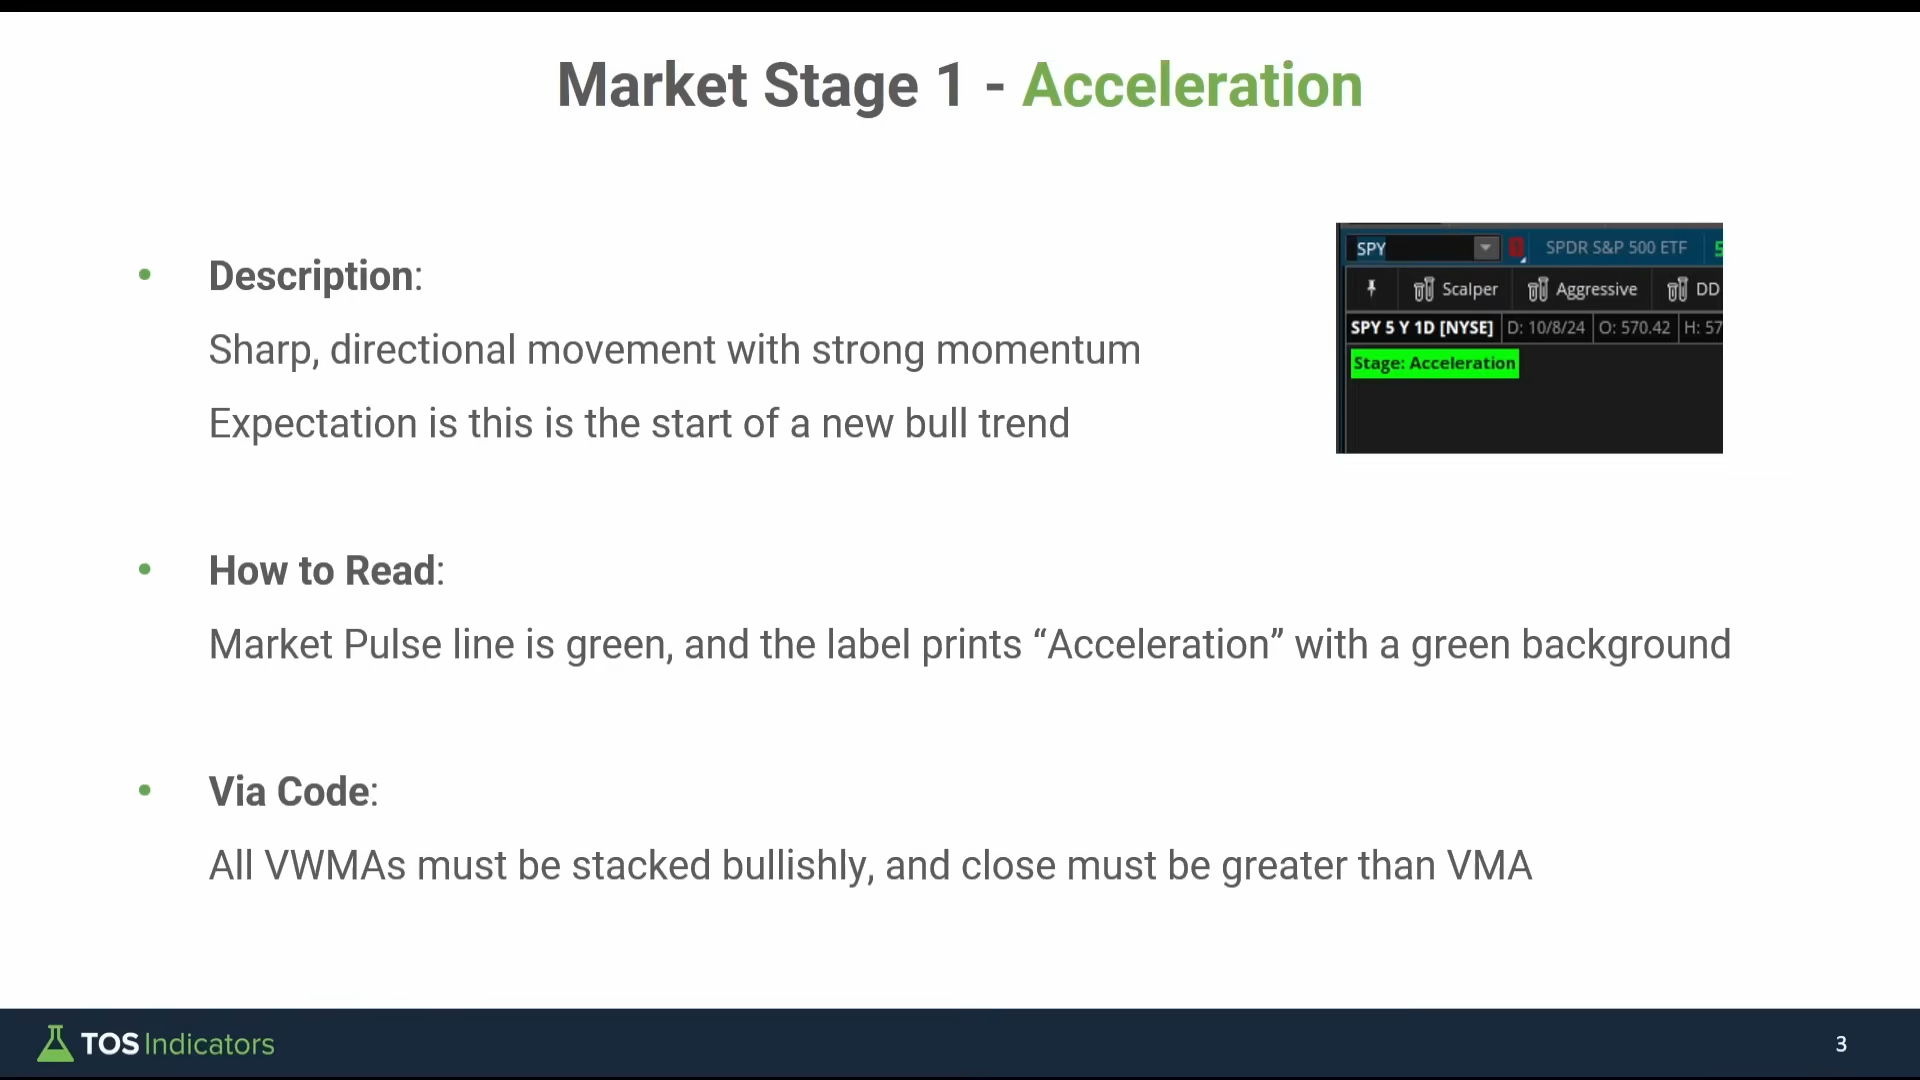 Market Stage 1 - Acceleration
Description:
Sharp, directional movement with strong momentum
Expectation is this is the start of a new bull trend
SPY
SPDR S&P 500 ETF 5
Scalper Aggressive DD
SPY 5 Y 1D [NYSE] D: 10/8/24 O: 570.42 H: 57
Stage: Acceleration
How to Read:
Market Pulse line is green, and the label prints “Acceleration” with a green background
Via Code:
All VWMAs must be stacked bullishly, and close must be greater than VMA
TOS Indicators
3